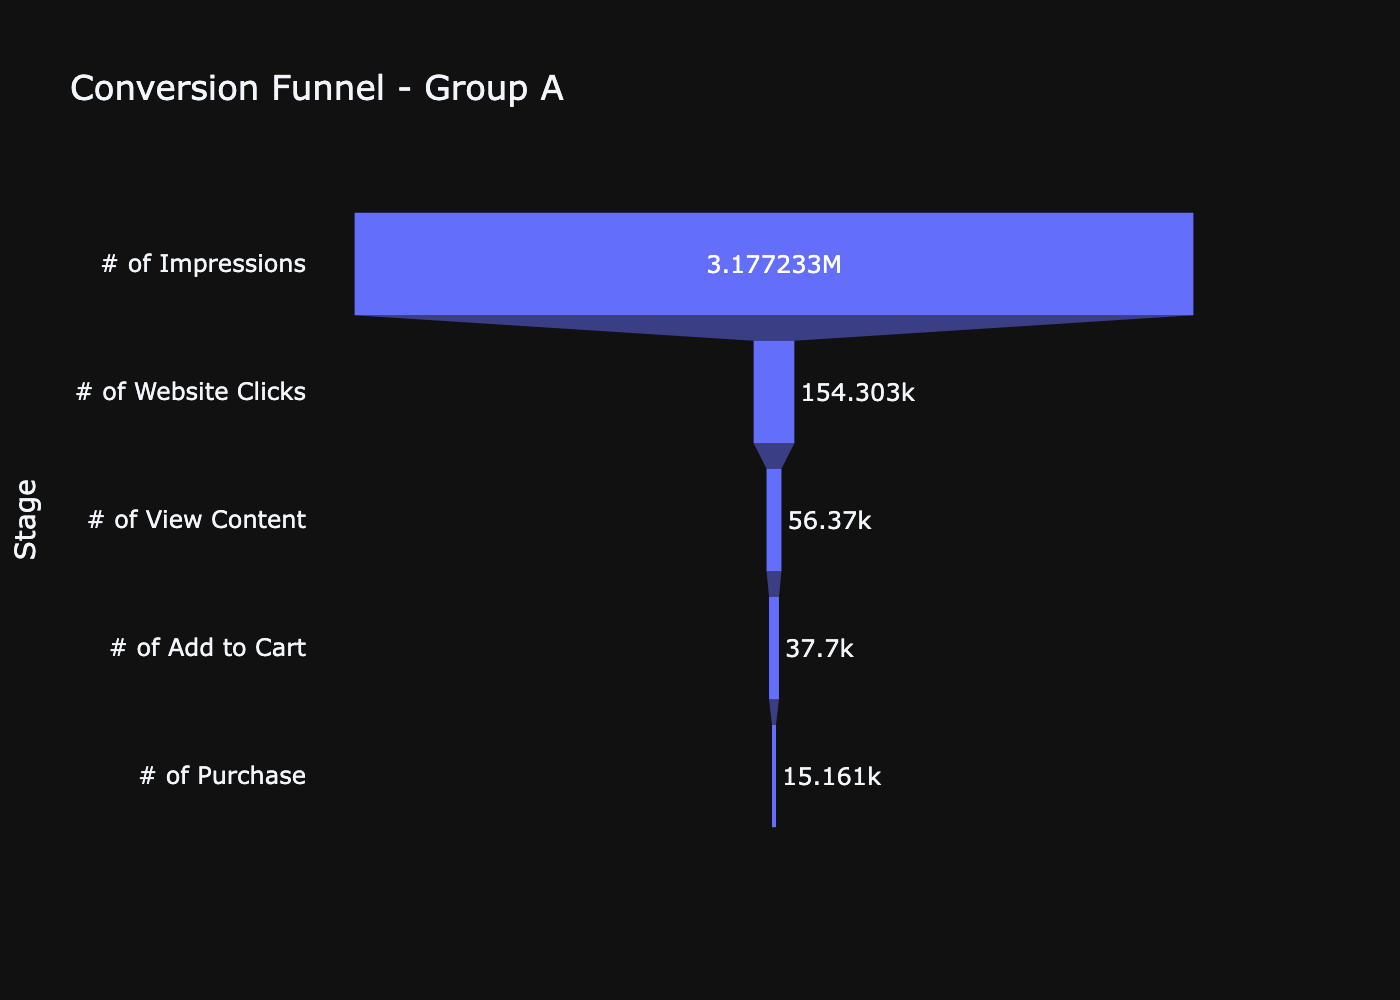 Conversion Funnel - Group A
# of Impressions
3.177233M
# of Website Clicks
154.303k
Stage
# of View Content
56.37k
# of Add to Cart
37.7k
# of Purchase
15.161k